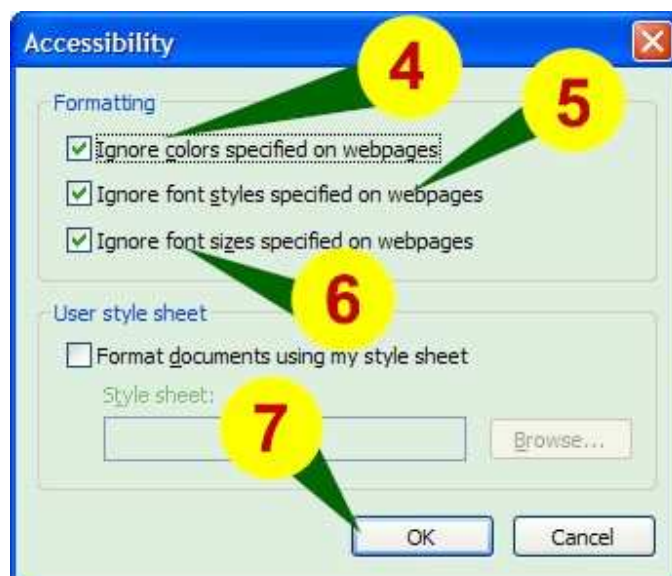 Accessibility
4
Formatting
5
Ignore colors specified on webpages
Ignore font styles specified on webpages
Ignore font sizes specified on webpages
6
User style sheet
Format documents using my style sheet
Style sheet:
7
Browse...
OK Cancel